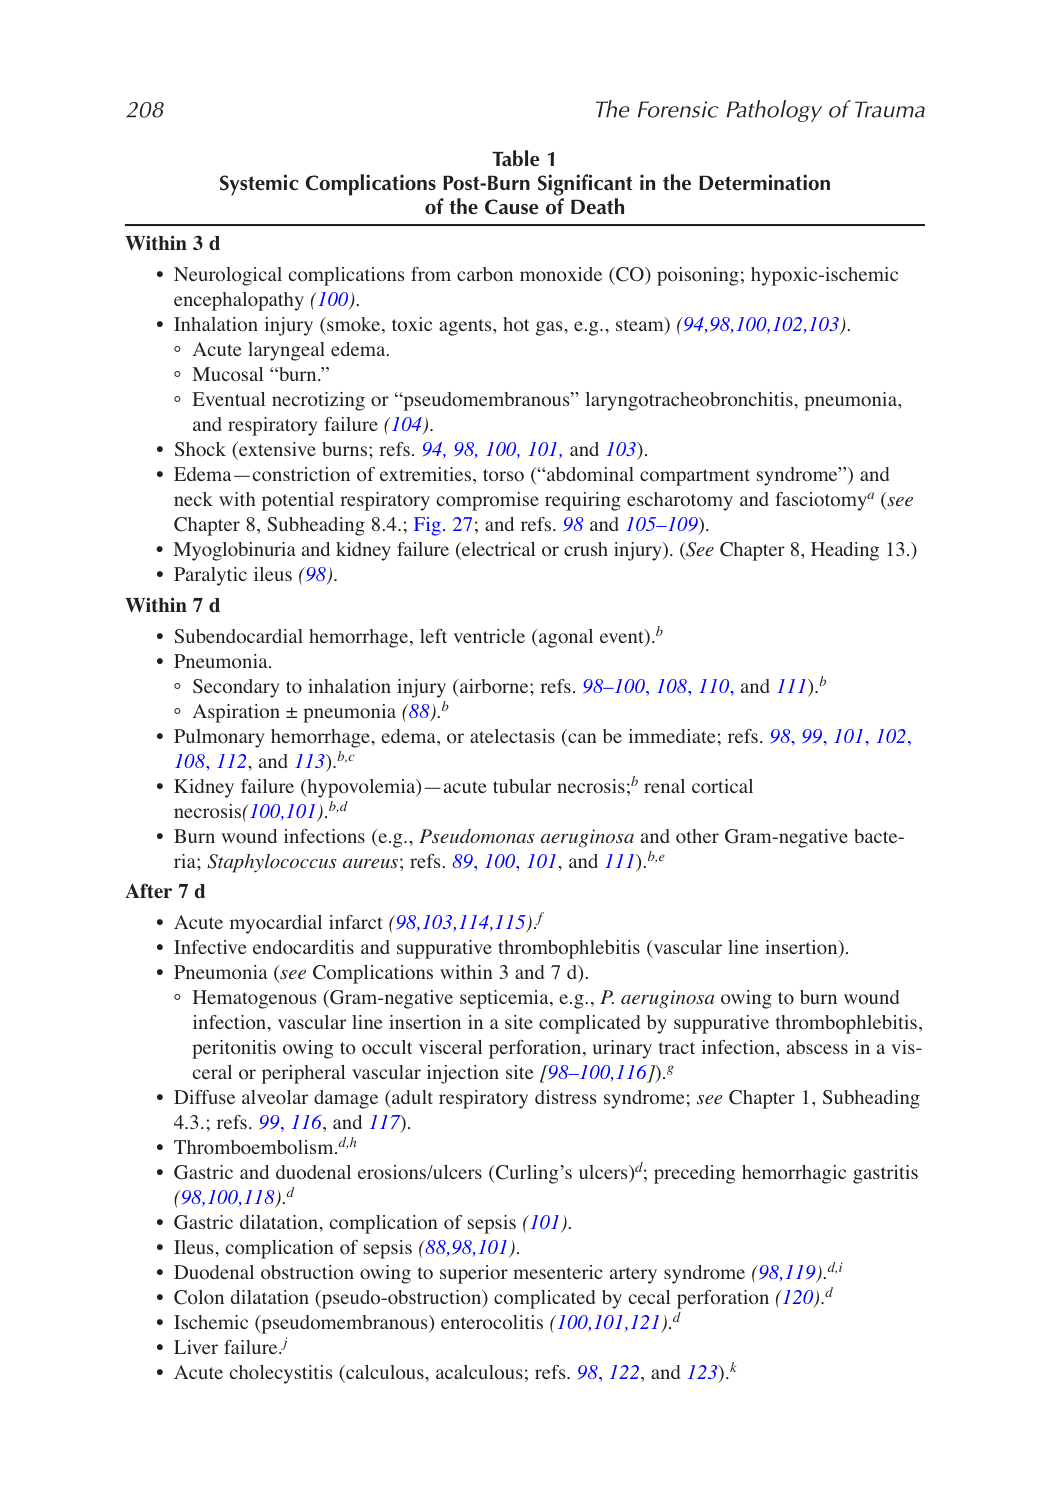 208 The Forensic Pathology of Trauma
Table 1
Systemic Complications Post-Burn Significant in the Determination
of the Cause of Death
Within 3 d
• Neurological complications from carbon monoxide (CO) poisoning; hypoxic-ischemic
encephalopathy (100).
• Inhalation injury (smoke, toxic agents, hot gas, e.g., steam) (94,98,100,102,103).
° Acute laryngeal edema.
° Mucosal “burn.”
° Eventual necrotizing or “pseudomembranous” laryngotracheobronchitis, pneumonia,
and respiratory failure (104).
• Shock (extensive burns; refs. 94, 98, 100, 101, and 103).
• Edema—constriction of extremities, torso (“abdominal compartment syndrome”) and
neck with potential respiratory compromise requiring escharotomy and fasciotomya (see
Chapter 8, Subheading 8.4.; Fig. 27; and refs. 98 and 105–109).
• Myoglobinuria and kidney failure (electrical or crush injury). (See Chapter 8, Heading 13.)
• Paralytic ileus (98).
Within 7 d
• Subendocardial hemorrhage, left ventricle (agonal event).b
• Pneumonia.
° Secondary to inhalation injury (airborne; refs. 98–100, 108, 110, and 111).b
° Aspiration ± pneumonia (88).b
• Pulmonary hemorrhage, edema, or atelectasis (can be immediate; refs. 98, 99, 101, 102,
108, 112, and 113).b,c
• Kidney failure (hypovolemia)—acute tubular necrosis;b renal cortical
necrosis(100,101).b,d
• Burn wound infections (e.g., Pseudomonas aeruginosa and other Gram-negative bacte-
ria; Staphylococcus aureus; refs. 89, 100, 101, and 111).b,e
After 7 d
• Acute myocardial infarct (98,103,114,115).f
• Infective endocarditis and suppurative thrombophlebitis (vascular line insertion).
• Pneumonia (see Complications within 3 and 7 d).
° Hematogenous (Gram-negative septicemia, e.g., P. aeruginosa owing to burn wound
infection, vascular line insertion in a site complicated by suppurative thrombophlebitis,
peritonitis owing to occult visceral perforation, urinary tract infection, abscess in a vis-
ceral or peripheral vascular injection site [98–100,116]).g
• Diffuse alveolar damage (adult respiratory distress syndrome; see Chapter 1, Subheading
4.3.; refs. 99, 116, and 117).
• Thromboembolism.d,h
• Gastric and duodenal erosions/ulcers (Curling’s ulcers)d; preceding hemorrhagic gastritis
(98,100,118).d
• Gastric dilatation, complication of sepsis (101).
• Ileus, complication of sepsis (88,98,101).
• Duodenal obstruction owing to superior mesenteric artery syndrome (98,119).d,i
• Colon dilatation (pseudo-obstruction) complicated by cecal perforation (120).d
• Ischemic (pseudomembranous) enterocolitis (100,101,121).d
• Liver failure.j
• Acute cholecystitis (calculous, acalculous; refs. 98, 122, and 123).k